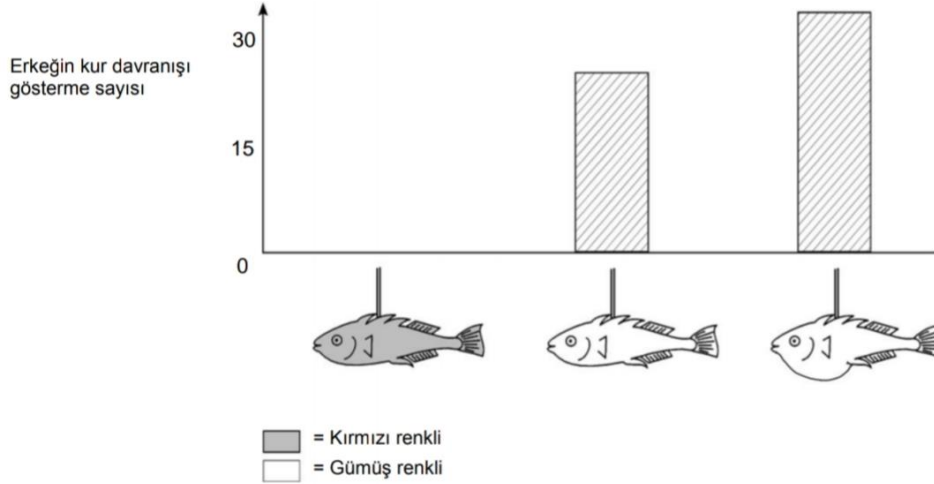 30
Erkeğin kur davranışı
gösterme sayısı
15
0
= Kırmızı renkli
= Gümüş renkli